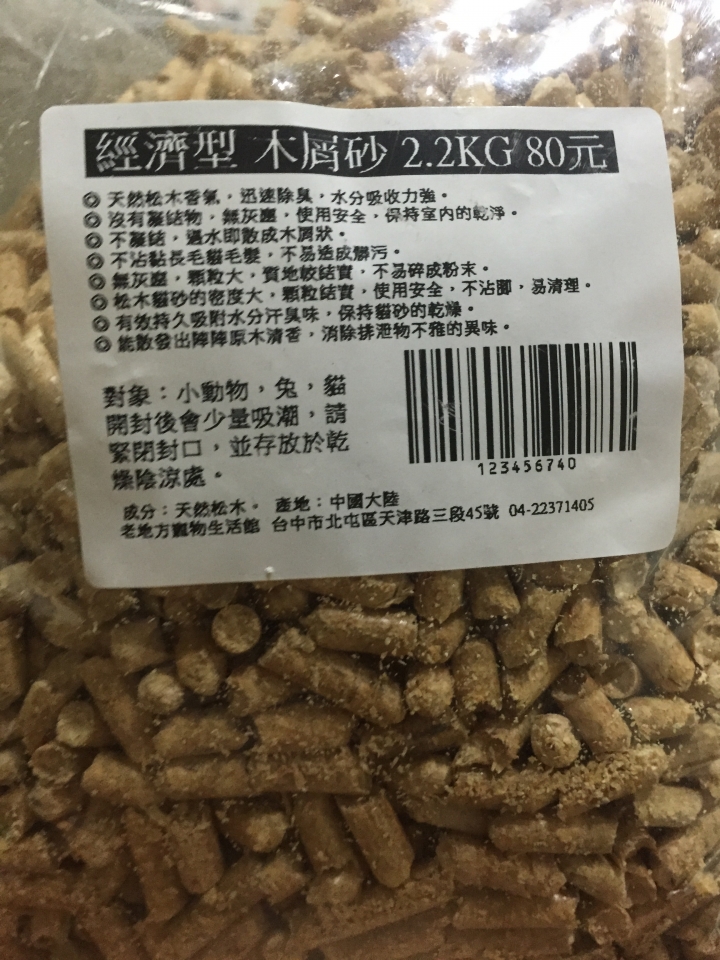 經濟型 木屑砂 2.2KG 80元
◎ 天然松木香氣，迅速除臭，水分吸收力強。
◎ 沒有凝結物，無灰塵，使用安全，保持室內的乾淨。
◎ 不凝結，遇水即散成木屑狀。
◎ 不沾黏長毛貓毛髮，不易造成髒污。
◎ 無灰塵，顆粒大，質地較結實，不易碎成粉末。
◎ 松木貓砂的密度大，顆粒結實，使用安全，不沾腳，易清理。
◎ 有效持久吸附水分汗臭味，保持貓砂的乾燥。
◎ 能散發出陣陣原木清香，消除排泄物不雅的異味。
對象：小動物，兔，貓
開封後會少量吸潮，請
緊閉封口，並存放於乾
燥陰涼處。
123456740
成分：天然松木。 產地：中國大陸
老地方寵物生活館 台中市北屯區天津路三段45號 04-22371405